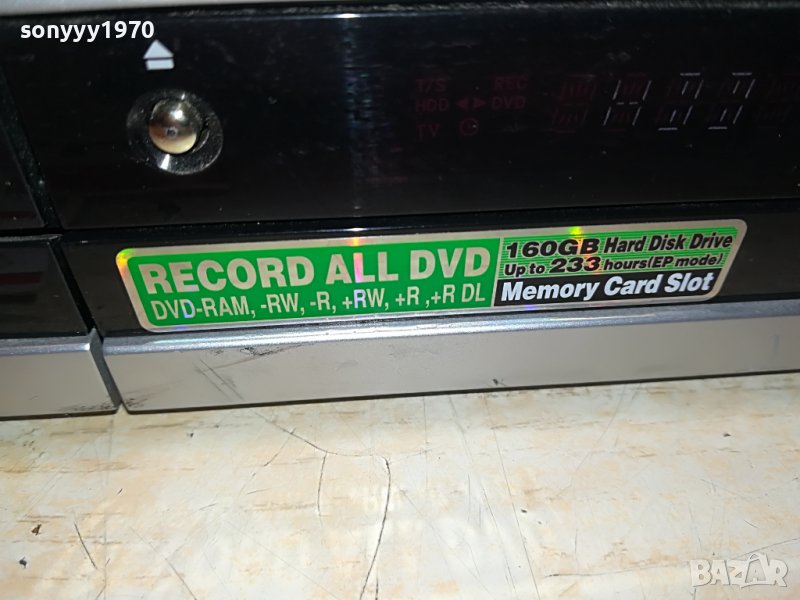 sonyyy1970
T/S REC
HDD DVD
TV
RECORD ALL DVD
DVD-RAM, -RW, -R, +RW, +R ,+R DL
160GB Hard Disk Drive
Up to 233 hours(EP mode)
Memory Card Slot
BAZAR